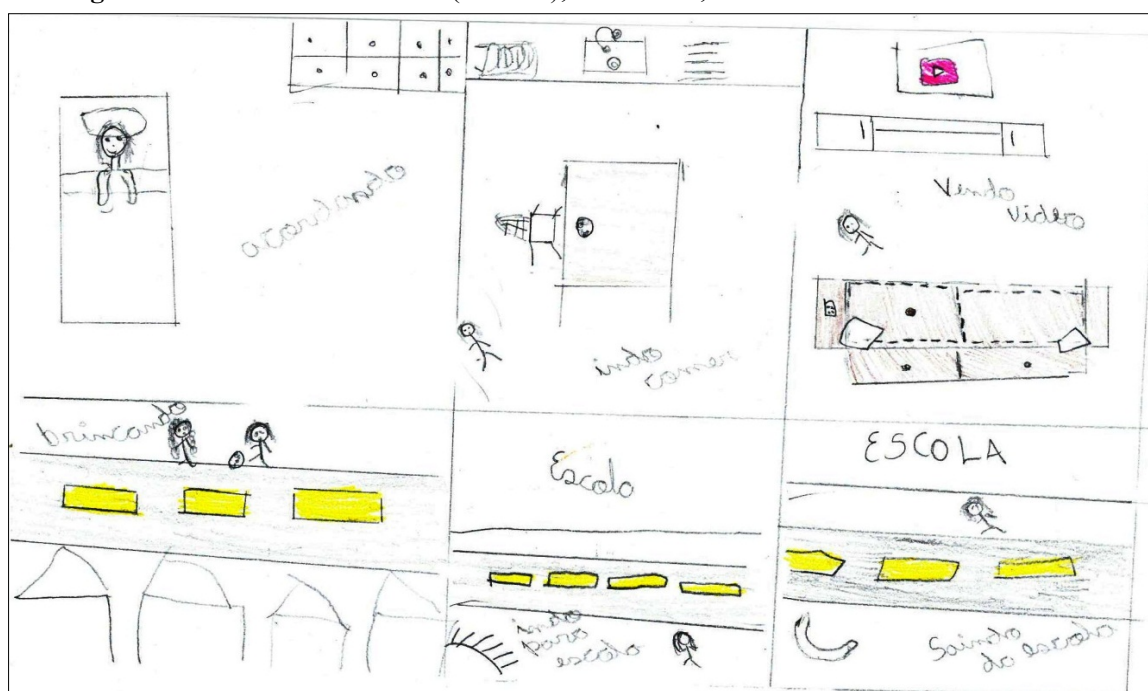 acordando
indo
comer
Vendo
video
brincando
Escola
indo
para
escola
ESCOLA
Saindo
da escola